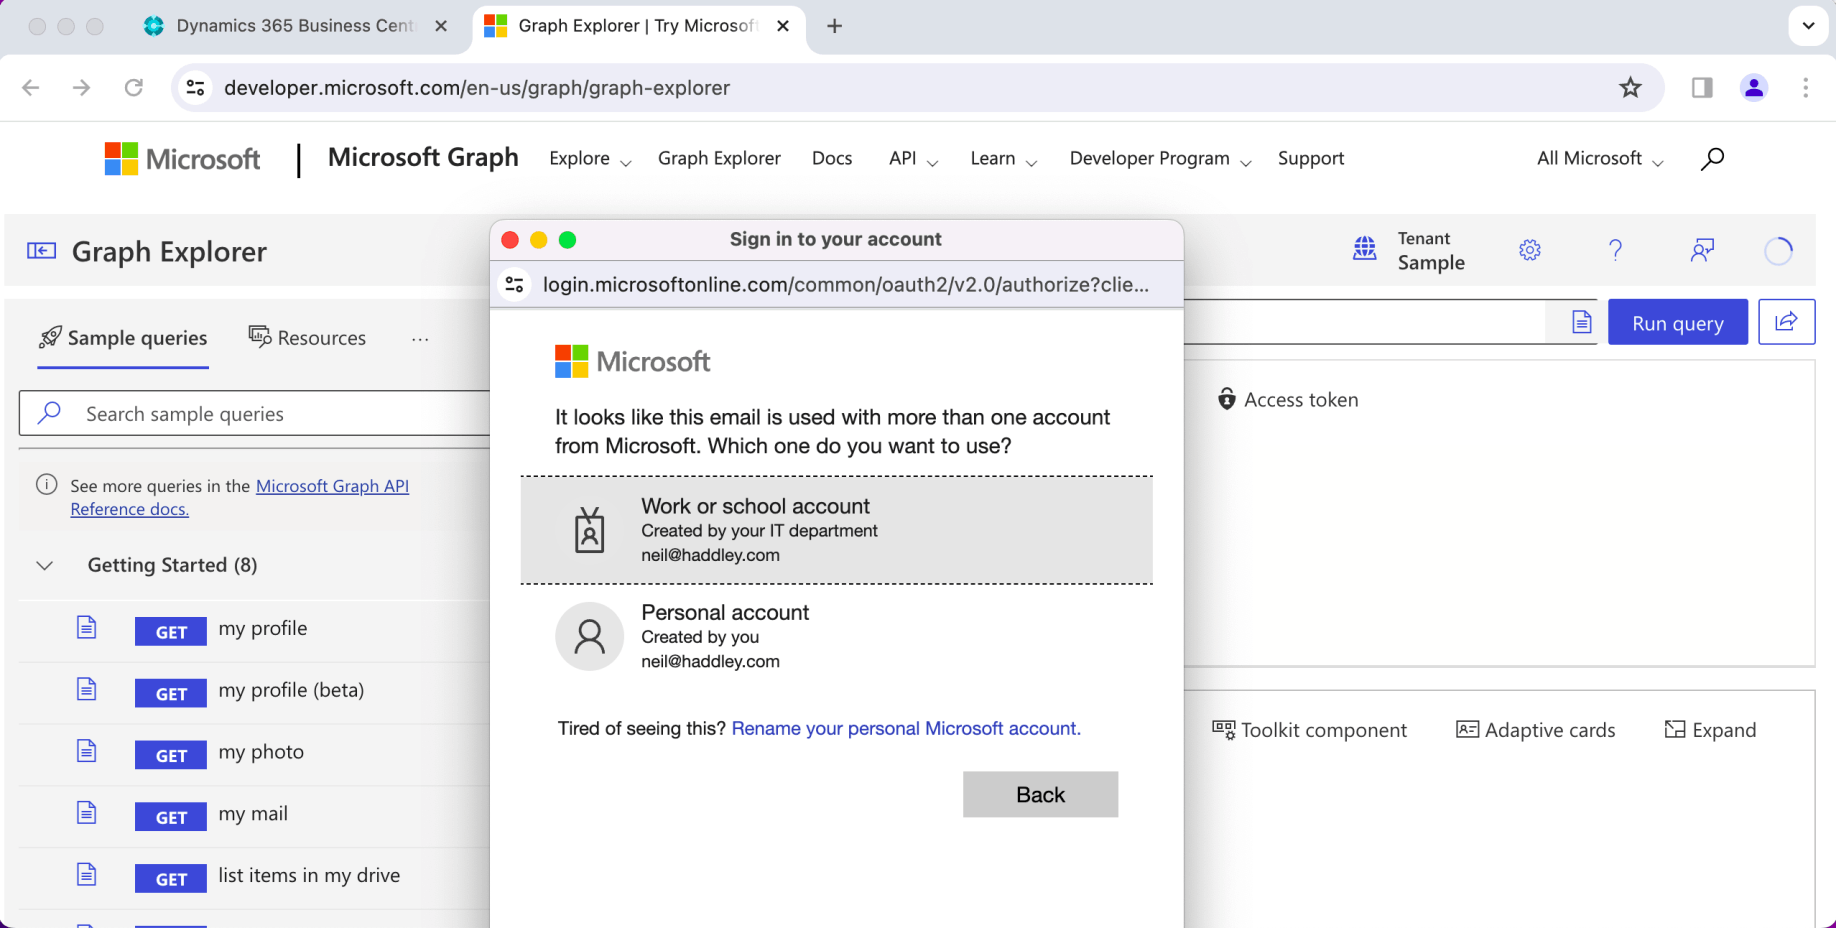 Dynamics 365 Business Cent
Graph Explorer | Try Microsoft
developer.microsoft.com/en-us/graph/graph-explorer
Microsoft
Microsoft Graph
Explore
Graph Explorer
Docs
API
Learn
Developer Program
Support
All Microsoft
Graph Explorer
Tenant
Sample
Sample queries
Resources
...
Run query
Search sample queries
Access token
See more queries in the Microsoft Graph API
Reference docs.
Getting Started (8)
GET my profile
GET my profile (beta)
GET my photo
GET my mail
GET list items in my drive
Sign in to your account
login.microsoftonline.com/common/oauth2/v2.0/authorize?clie...
Microsoft
It looks like this email is used with more than one account
from Microsoft. Which one do you want to use?
Work or school account
Created by your IT department
neil@haddley.com
Personal account
Created by you
neil@haddley.com
Tired of seeing this? Rename your personal Microsoft account.
Back
Toolkit component
Adaptive cards
Expand